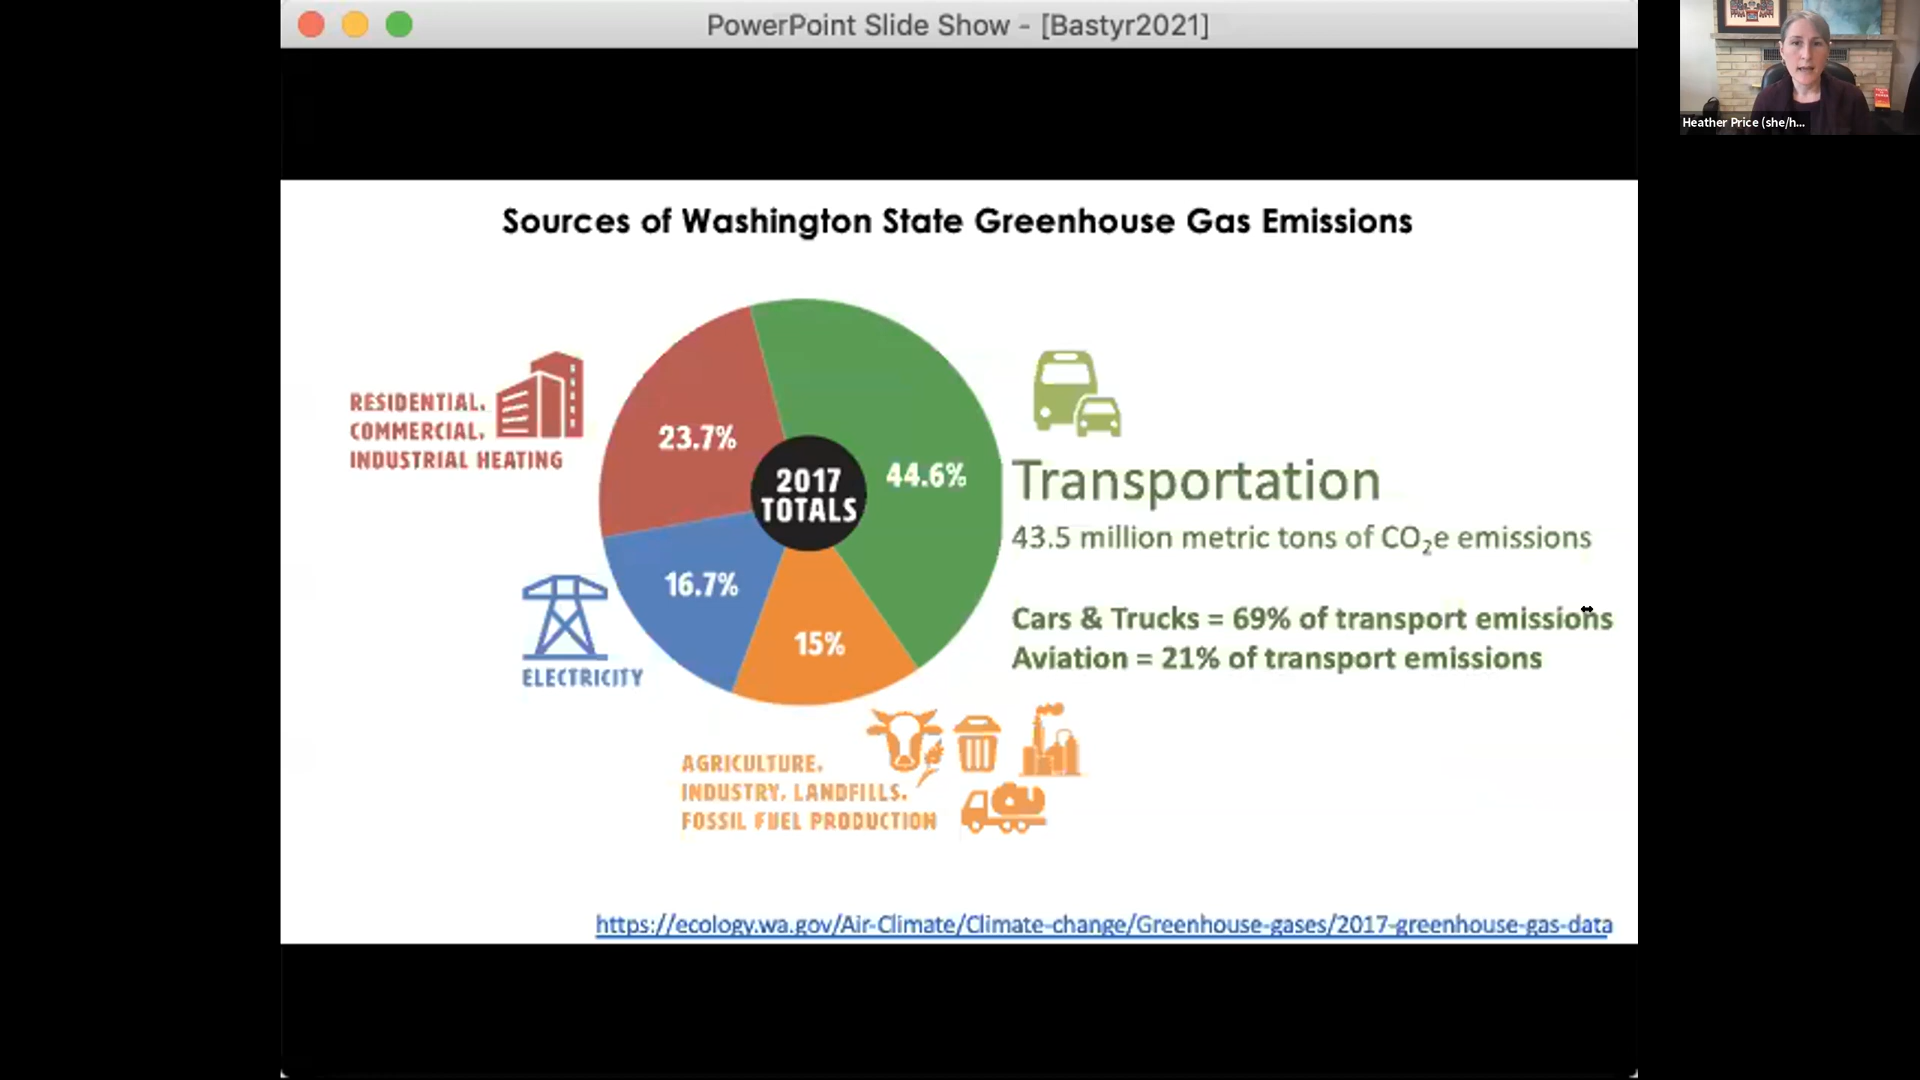 PowerPoint Slide Show - [Bastyr2021]
Heather Price (she/h...
Sources of Washington State Greenhouse Gas Emissions
RESIDENTIAL,
COMMERCIAL,
INDUSTRIAL HEATING
23.7%
44.6%
2017
TOTALS
Transportation
43.5 million metric tons of CO₂e emissions
16.7%
ELECTRICITY
Cars & Trucks = 69% of transport emissions
Aviation = 21% of transport emissions
15%
AGRICULTURE,
INDUSTRY, LANDFILLS,
FOSSIL FUEL PRODUCTION
https://ecology.wa.gov/Air-Climate/Climate-change/Greenhouse-gases/2017-greenhouse-gas-data